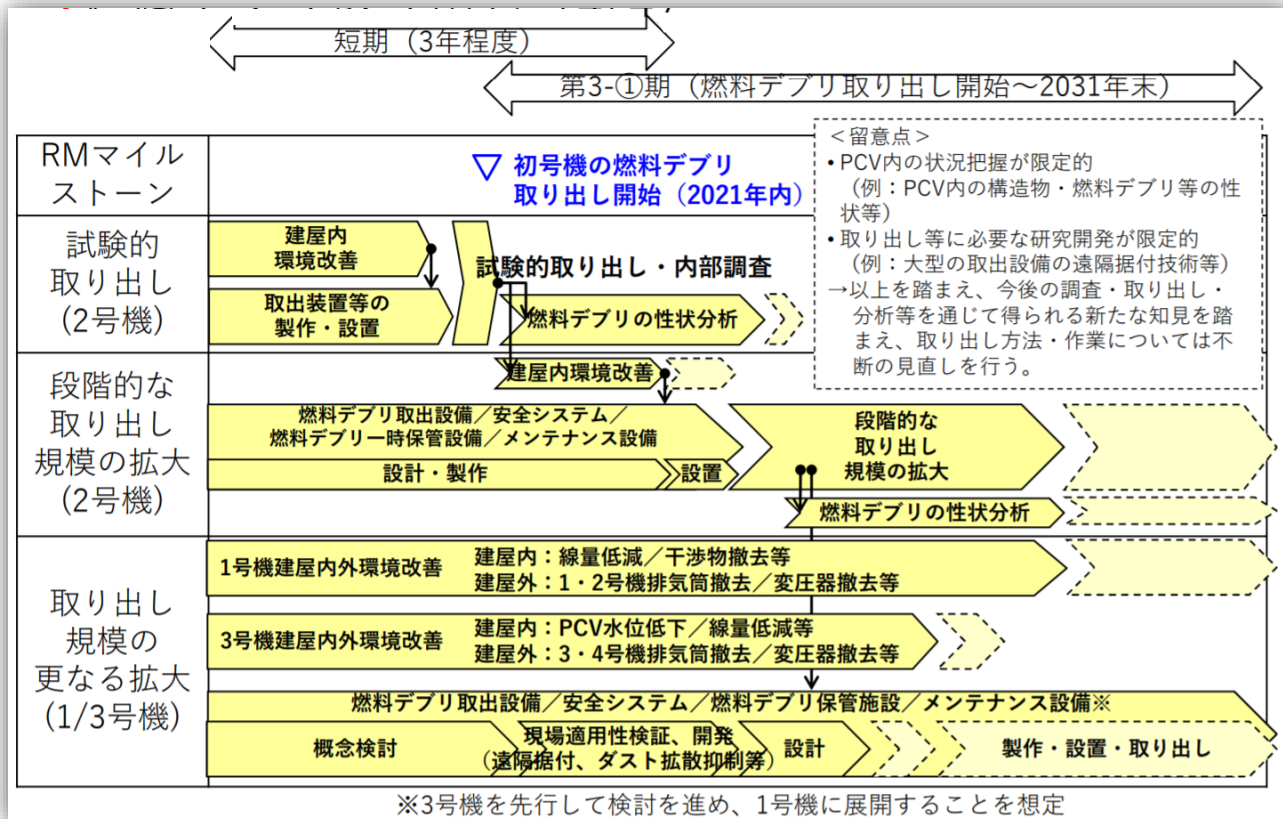 短期（3年程度）
第3-①期（燃料デブリ取り出し開始～2031年末）
RMマイル
ストーン
▽ 初号機の燃料デブリ
取り出し開始（2021年内）
＜留意点＞
•PCV内の状況把握が限定的
（例：PCV内の構造物・燃料デブリ等の性
状等）
•取り出し等に必要な研究開発が限定的
（例：大型の取出設備の遠隔据付技術等）
→以上を踏まえ、今後の調査・取り出し・
分析等を通じて得られる新たな知見を踏
まえ、取り出し方法・作業については不
断の見直しを行う。
試験的
取り出し
(2号機)
建屋内
環境改善
取出装置等の
製作・設置
試験的取り出し・内部調査
燃料デブリの性状分析
段階的な
取り出し
規模の拡大
(2号機)
建屋内環境改善
燃料デブリ取出設備／安全システム／
燃料デブリ一時保管設備／メンテナンス設備
設計・製作
設置
段階的な
取り出し
規模の拡大
燃料デブリの性状分析
取り出し
規模の
更なる拡大
(1/3号機)
1号機建屋内外環境改善
建屋内：線量低減／干渉物撤去等
建屋外：1・2号機排気筒撤去／変圧器撤去等
3号機建屋内外環境改善
建屋内：PCV水位低下／線量低減等
建屋外：3・4号機排気筒撤去／変圧器撤去等
燃料デブリ取出設備／安全システム／燃料デブリ保管施設／メンテナンス設備※
概念検討
現場適用性検証、開発
（遠隔据付、ダスト拡散抑制等）
設計
製作・設置・取り出し
※3号機を先行して検討を進め、1号機に展開することを想定